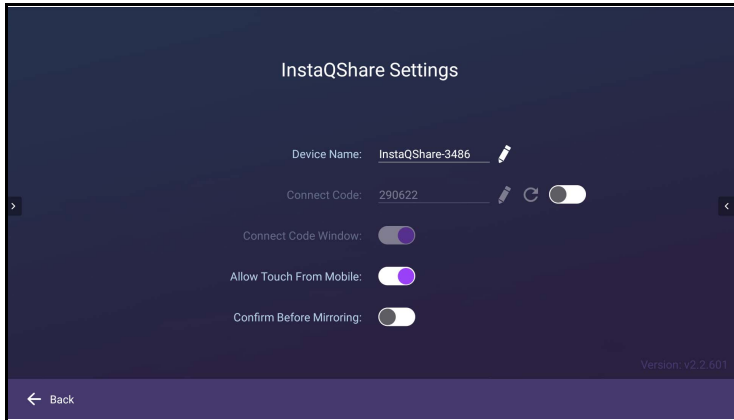 InstaQShare Settings
Device Name: InstaQShare-3486
Connect Code: 290622
Connect Code Window:
Allow Touch From Mobile:
Confirm Before Mirroring:
Version: v2.2.601
Back